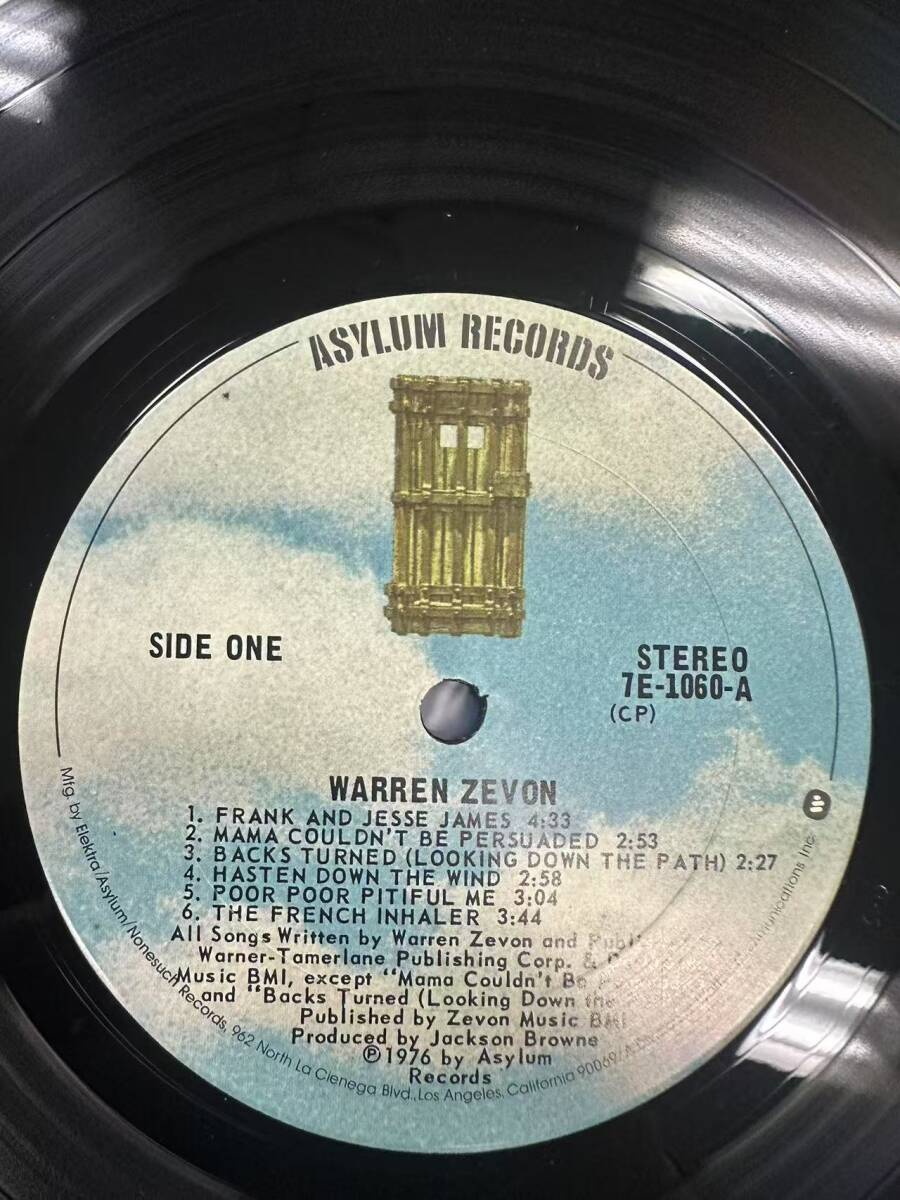 ASYLUM RECORDS
SIDE ONE
STEREO
7E-1060-A
(CP)
WARREN ZEVON
1. FRANK AND JESSE JAMES 4:33
2. MAMA COULDN'T BE PERSUADED 2:53
3. BACKS TURNED (LOOKING DOWN THE PATH) 2:27
4. HASTEN DOWN THE WIND 2:58
5. POOR POOR PITIFUL ME 3:04
6. THE FRENCH INHALER 3:44
All Songs Written by Warren Zevon and
Warner-Tamerlane Publishing Corp. &
Music BMI, except "Mama Couldn't Be
and "Backs Turned (Looking Down the
Published by Zevon Music BMI
Produced by Jackson Browne
℗1976 by Asylum
Records
Mfg. by Elektra/Asylum/Nonesuch Records, 962 North La Cienega Blvd., Los Angeles, California 90069/ Inc.